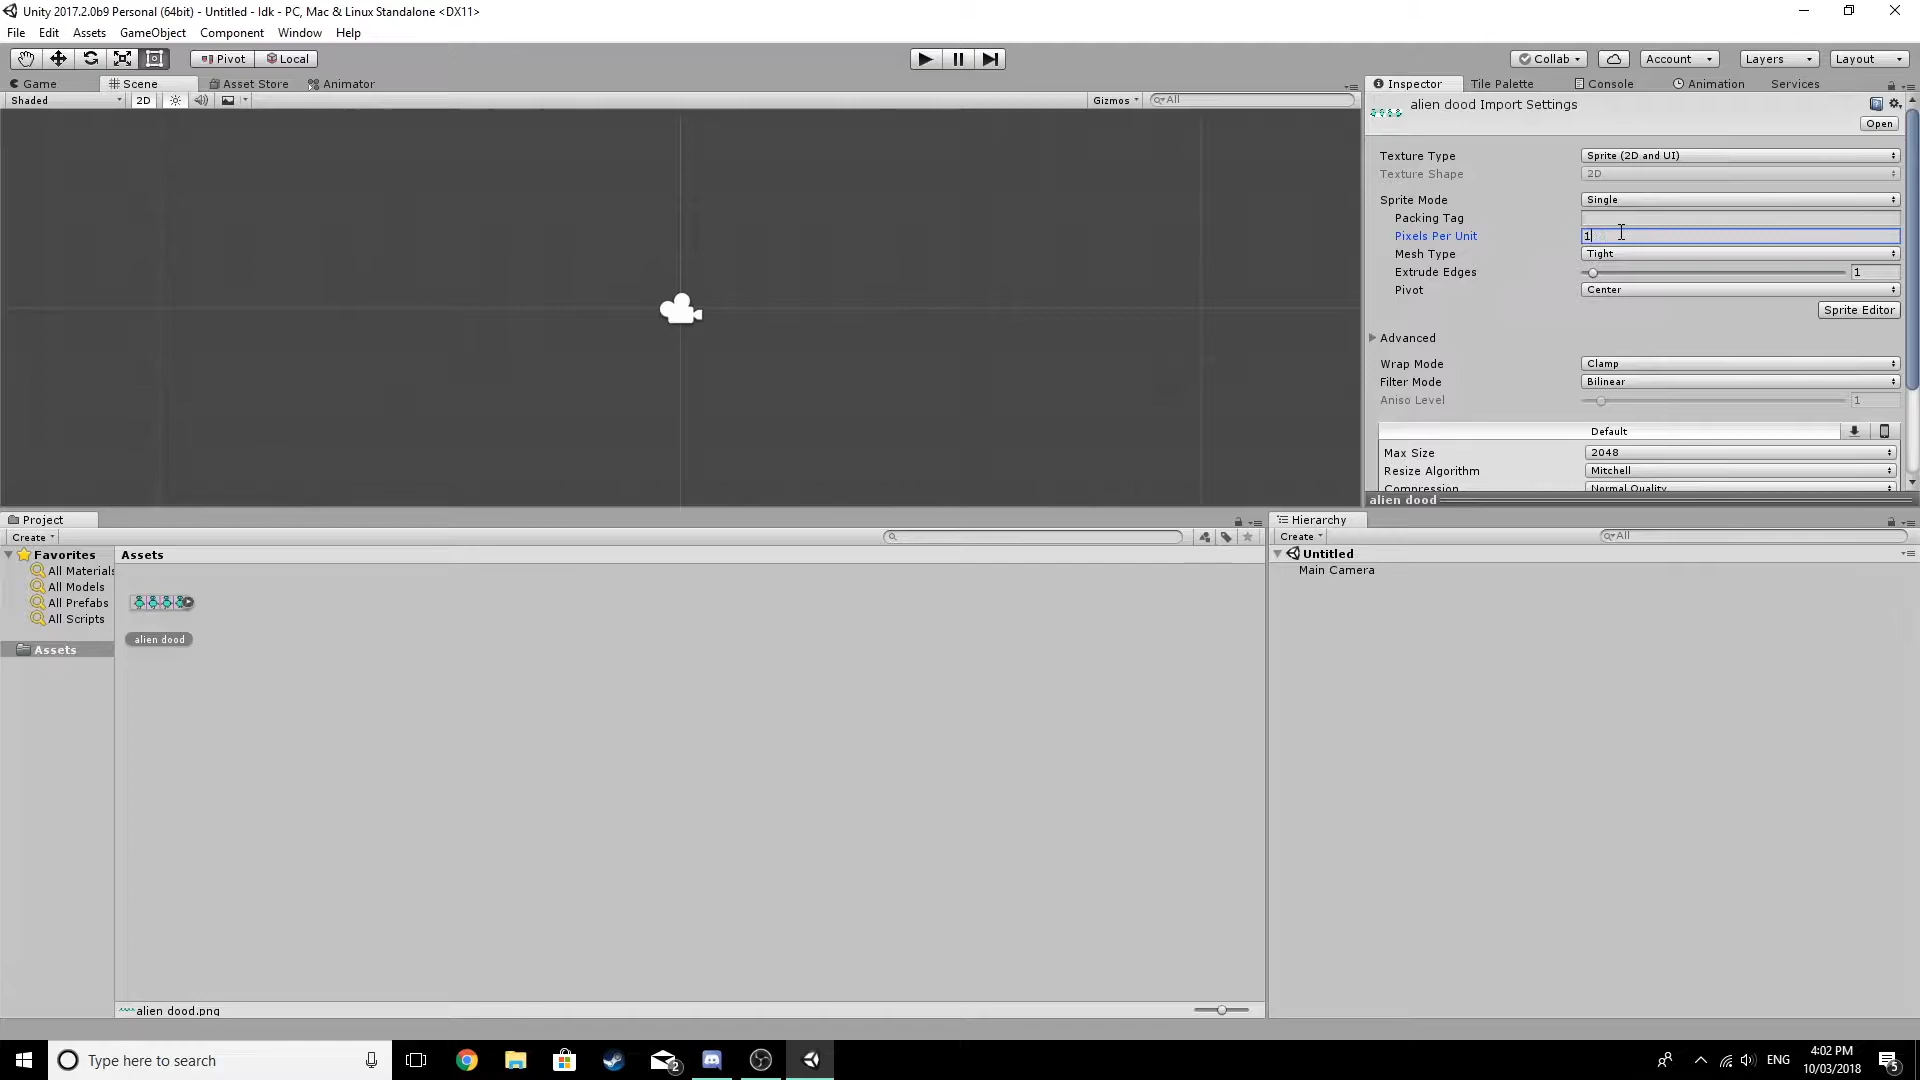 Unity 2017.2.0b9 Personal (64bit) - Untitled - Idk - PC, Mac & Linux Standalone <DX11>
File Edit Assets GameObject Component Window Help
Pivot Local Collab Account Layers Layout
Game Scene Asset Store Animator Inspector Tile Palette Console Animation Services
Shaded 2D Gizmos All
alien dood Import Settings
Open
Texture Type Sprite (2D and UI)
Texture Shape 2D
Sprite Mode Single
Packing Tag
Pixels Per Unit 1
Mesh Type Tight
Extrude Edges 1
Pivot Center
Sprite Editor
Advanced
Wrap Mode Clamp
Filter Mode Bilinear
Aniso Level 1
Default
Max Size 2048
Resize Algorithm Mitchell
Compression Normal Quality
alien dood
Project Hierarchy
Create Create All
Favorites Assets Untitled
All Materials Main Camera
All Models
All Prefabs
All Scripts
alien dood
Assets
alien dood.png
Type here to search
2
ENG
4:02 PM
10/03/2018
5